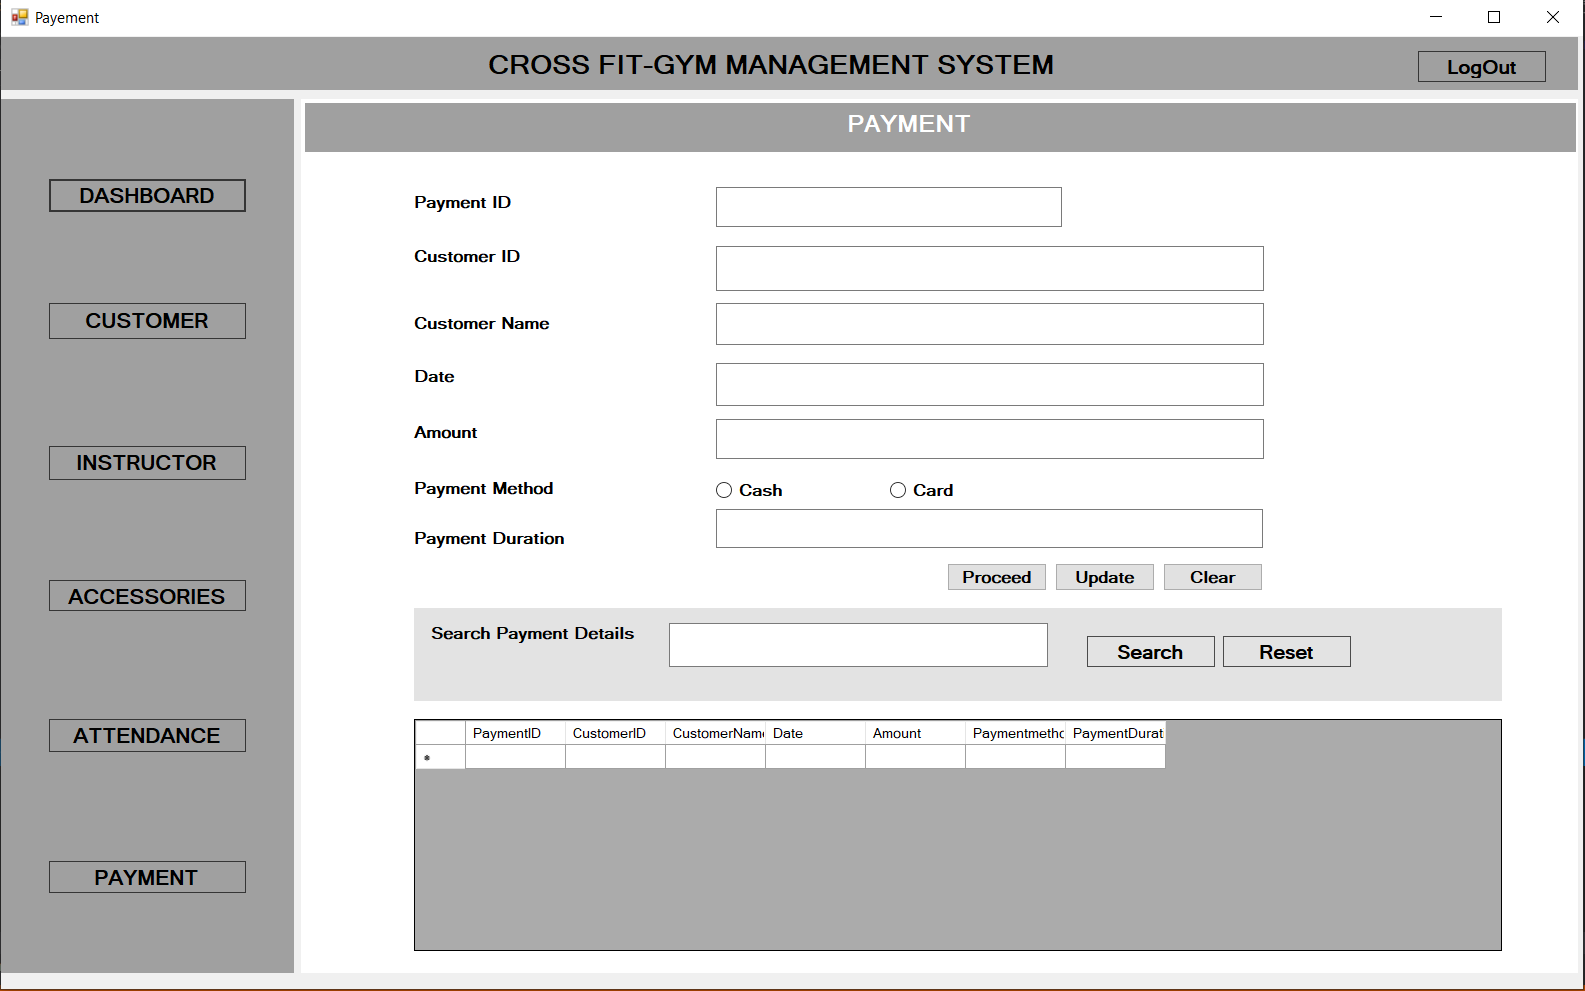 Payement
CROSS FIT-GYM MANAGEMENT SYSTEM
LogOut
PAYMENT
DASHBOARD
CUSTOMER
INSTRUCTOR
ACCESSORIES
ATTENDANCE
PAYMENT
Payment ID
Customer ID
Customer Name
Date
Amount
Payment Method
Cash Card
Payment Duration
Proceed Update Clear
Search Payment Details
Search Reset
PaymentID CustomerID CustomerName Date Amount Paymentmetho PaymentDurat
*